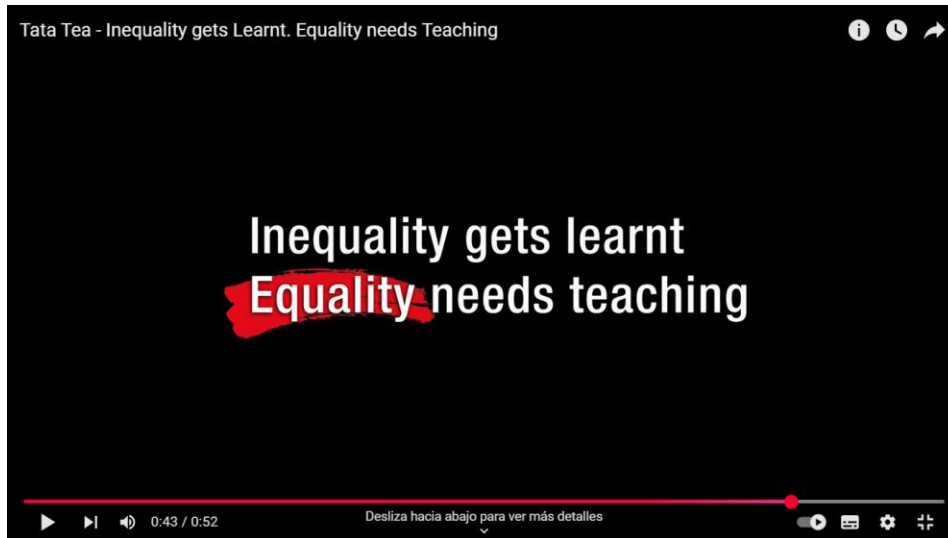 Tata Tea - Inequality gets Learnt. Equality needs Teaching
Inequality gets learnt
Equality needs teaching
0:43 / 0:52
Desliza hacia abajo para ver más detalles